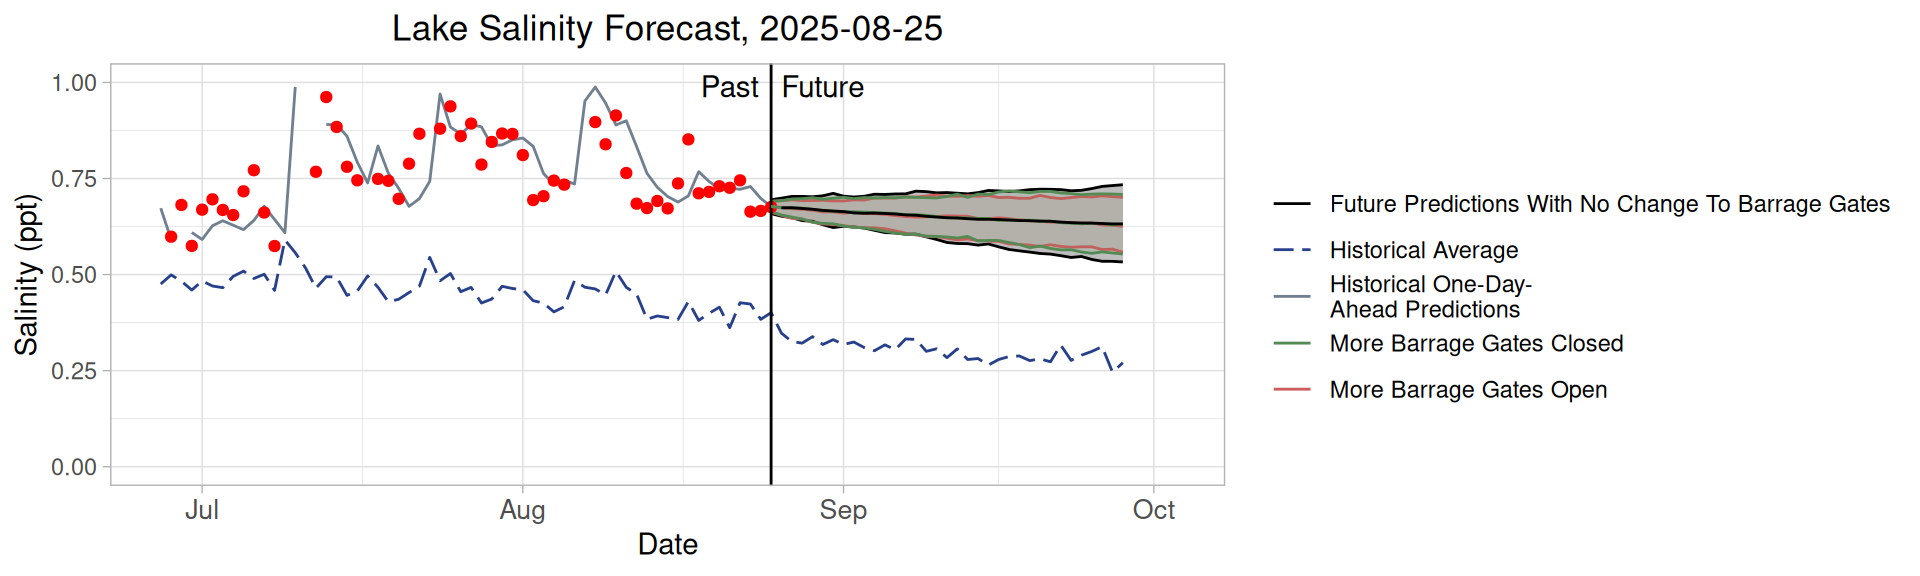 Lake Salinity Forecast, 2025-08-25
Past
Future
1.00
0.75
0.50
0.25
0.00
Salinity (ppt)
Jul
Aug
Sep
Oct
Date
Future Predictions With No Change To Barrage Gates
Historical Average
Historical One-Day-
Ahead Predictions
More Barrage Gates Closed
More Barrage Gates Open